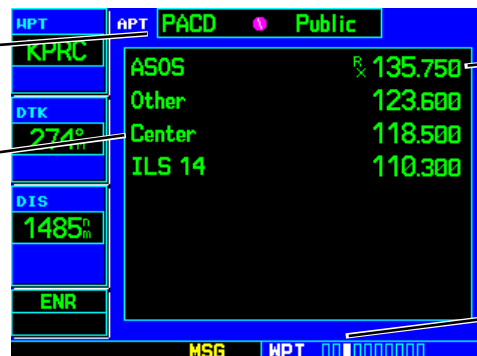 WPT
KPRC
DTK
274°m
DIS
1485nm
ENR
APT PACD Public
ASOS Rx 135.750
Other 123.600
Center 118.500
ILS 14 110.300
MSG WPT